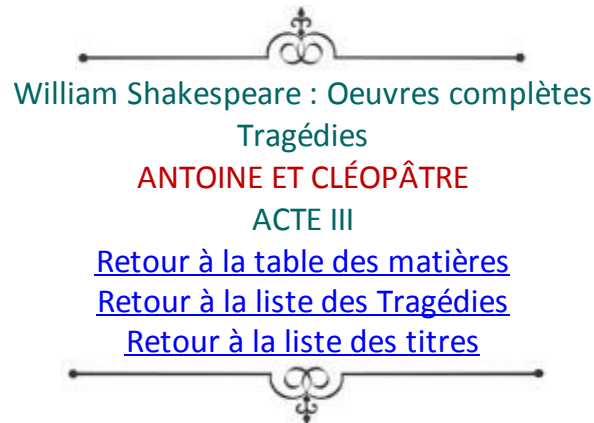 William Shakespeare : Oeuvres complètes
Tragédies
ANTOINE ET CLÉOPÂTRE
ACTE III
Retour à la table des matières
Retour à la liste des Tragédies
Retour à la liste des titres